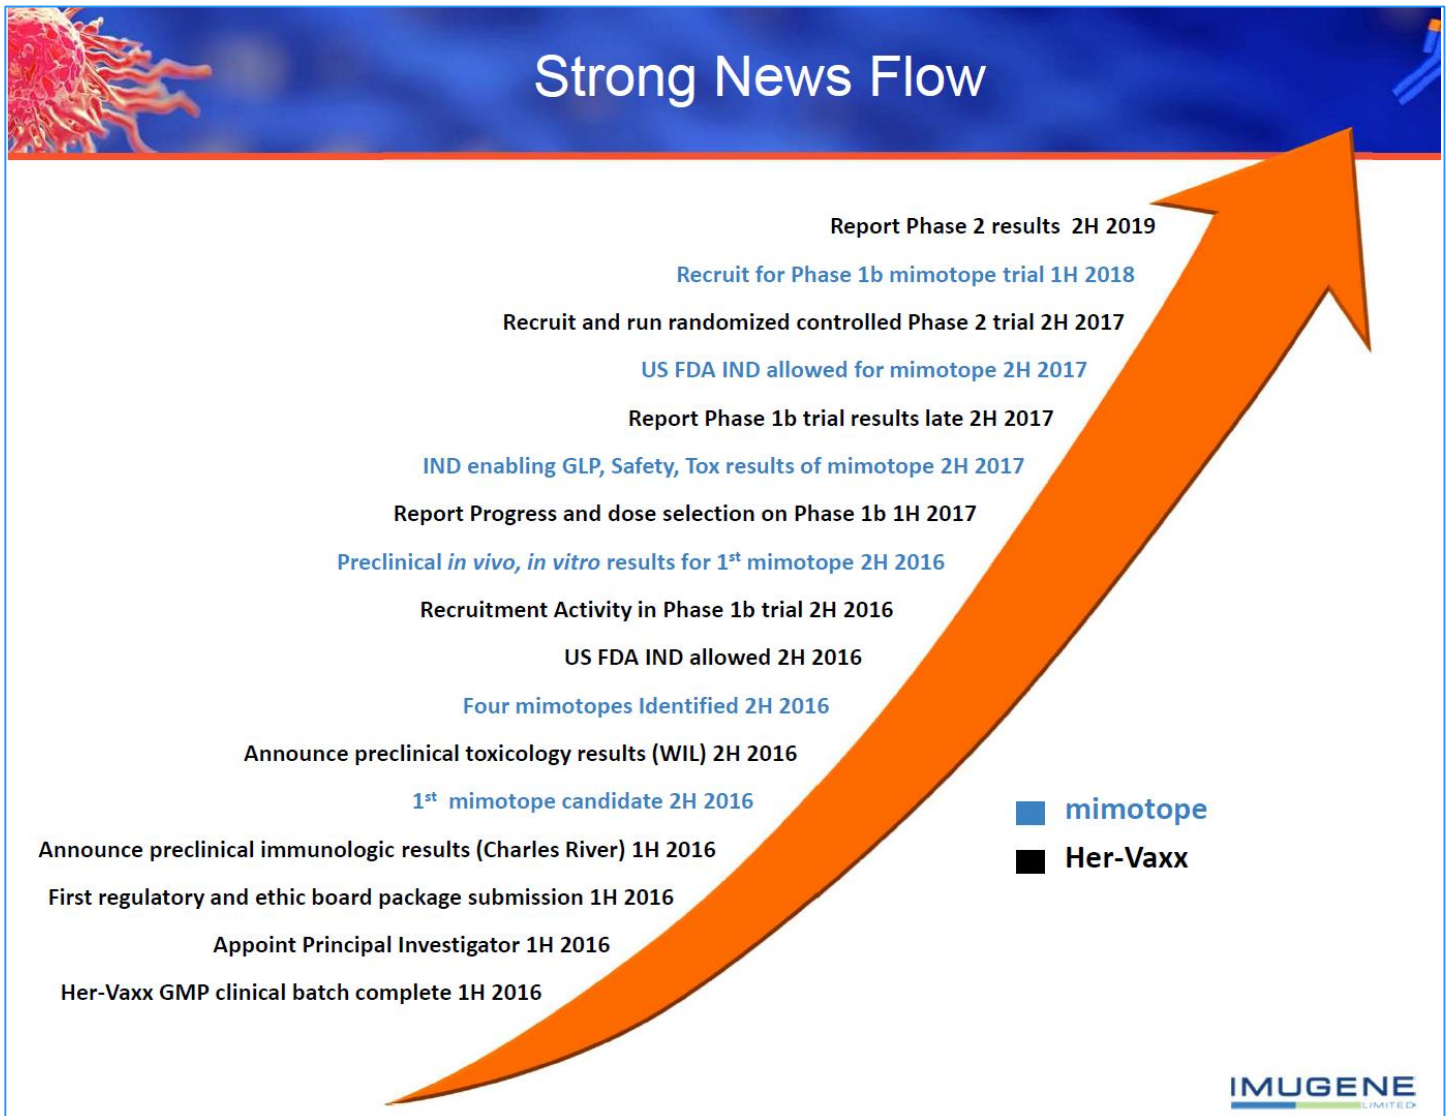 Strong News Flow
Report Phase 2 results  2H 2019
Recruit for Phase 1b mimotope trial 1H 2018
Recruit and run randomized controlled Phase 2 trial 2H 2017
US FDA IND allowed for mimotope 2H 2017
Report Phase 1b trial results late 2H 2017
IND enabling GLP, Safety, Tox results of mimotope 2H 2017
Report Progress and dose selection on Phase 1b 1H 2017
Preclinical in vivo, in vitro results for 1st mimotope 2H 2016
Recruitment Activity in Phase 1b trial 2H 2016
US FDA IND allowed 2H 2016
Four mimotopes Identified 2H 2016
Announce preclinical toxicology results (WIL) 2H 2016
1st  mimotope candidate 2H 2016
Announce preclinical immunologic results (Charles River) 1H 2016
First regulatory and ethic board package submission 1H 2016
Appoint Principal Investigator 1H 2016
Her-Vaxx GMP clinical batch complete 1H 2016
mimotope
Her-Vaxx
IMUGENE
LIMITED